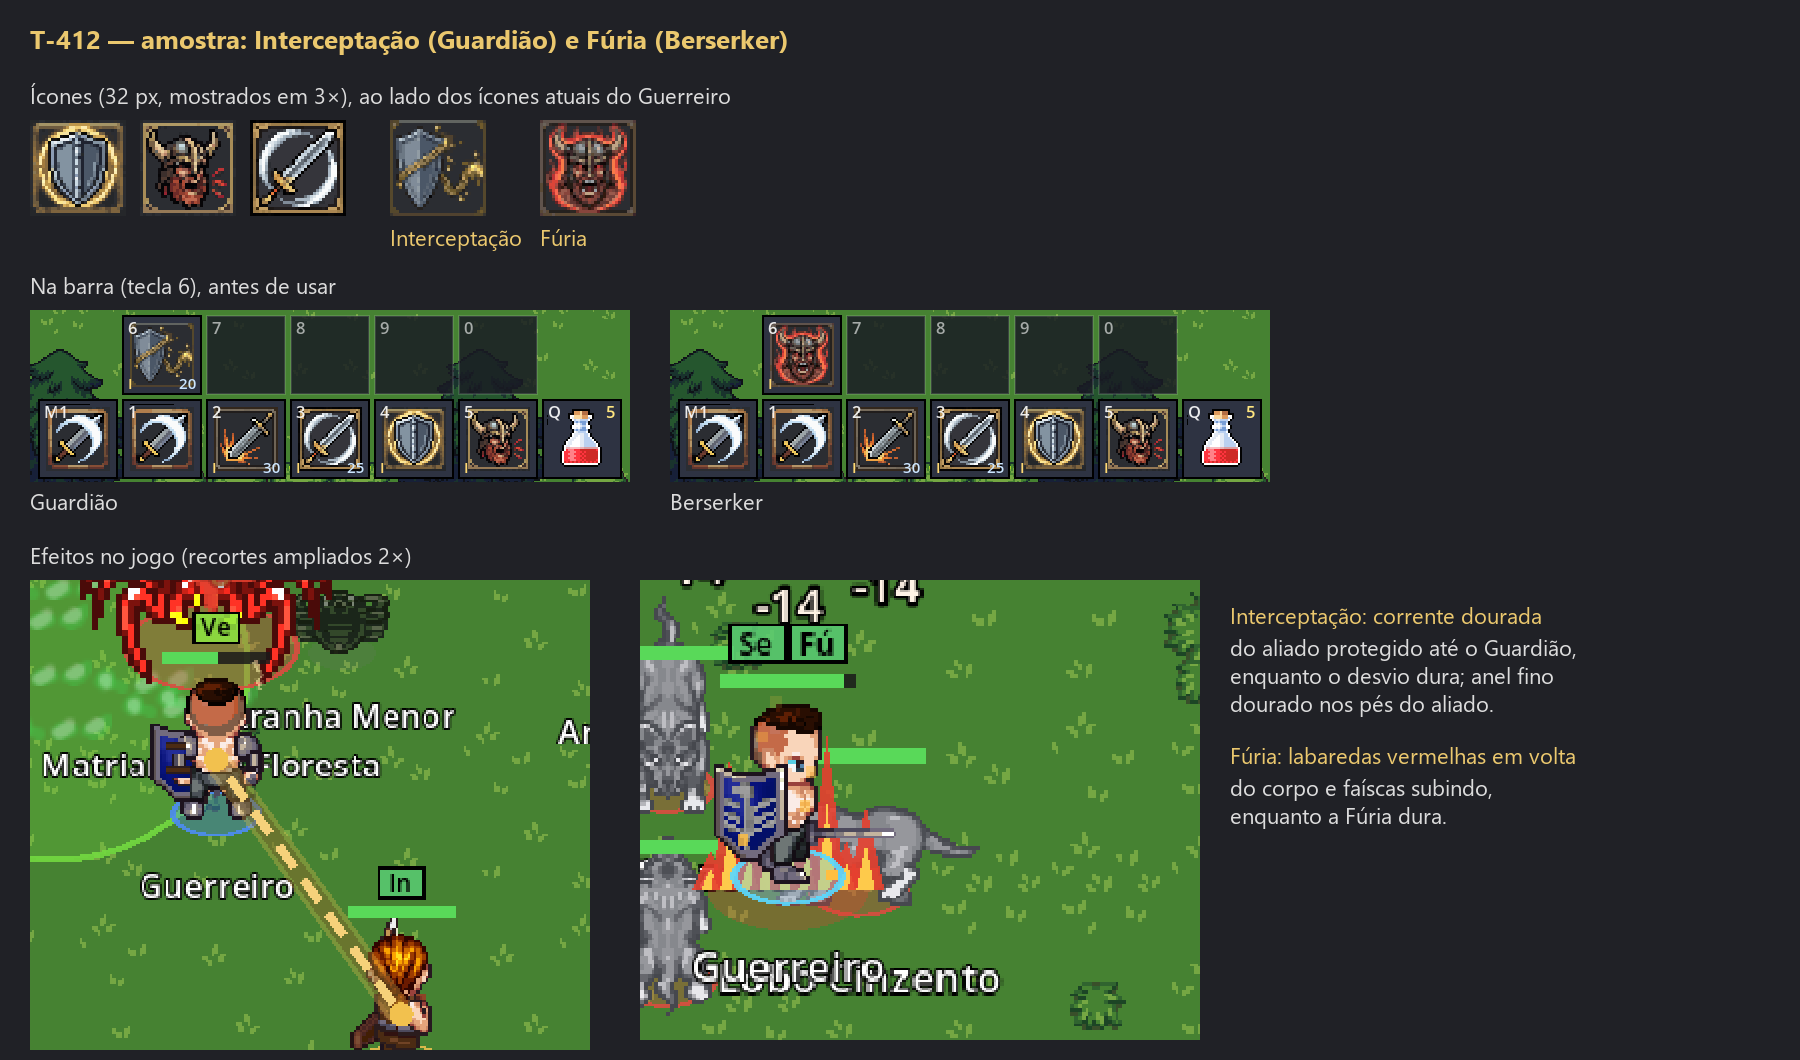 T-412 — amostra: Interceptação (Guardião) e Fúria (Berserker)
Ícones (32 px, mostrados em 3×), ao lado dos ícones atuais do Guerreiro
Interceptação Fúria
Na barra (tecla 6), antes de usar
6 7 8 9 0
I 20
M1 1 2 3 4 5 Q 5
I 30 I 25 I I
6 7 8 9 0
I
M1 1 2 3 4 5 Q 5
I 30 I 25 I I
Guardião
Berserker
Efeitos no jogo (recortes ampliados 2×)
Ve
ranha Menor
Ar
Matria Floresta
Guerreiro
In
-14 -14
Se Fú
Guerreiro
Lobo Cinzento
Interceptação: corrente dourada
do aliado protegido até o Guardião,
enquanto o desvio dura; anel fino
dourado nos pés do aliado.
Fúria: labaredas vermelhas em volta
do corpo e faíscas subindo,
enquanto a Fúria dura.